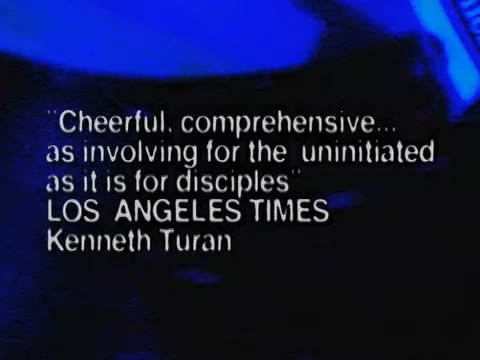 "Cheerful, comprehensive...
as involving for the uninitiated
as it is for disciples"
LOS ANGELES TIMES
Kenneth Turan